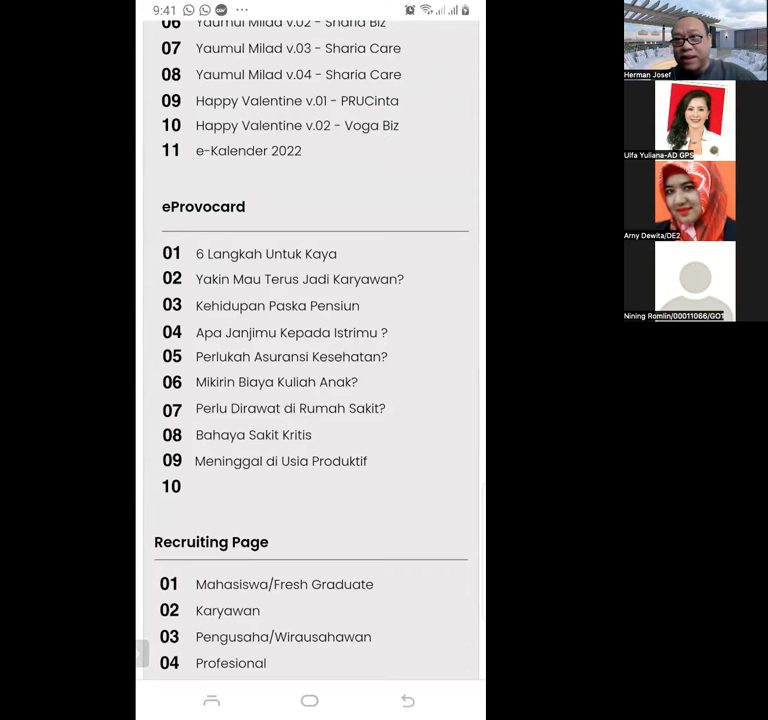 9:41
06 Yaumul Milad v.02 - Sharia Biz
07 Yaumul Milad v.03 - Sharia Care
08 Yaumul Milad v.04 - Sharia Care
09 Happy Valentine v.01 - PRUCinta
10 Happy Valentine v.02 - Voga Biz
11 e-Kalender 2022
eProvocard
01 6 Langkah Untuk Kaya
02 Yakin Mau Terus Jadi Karyawan?
03 Kehidupan Paska Pensiun
04 Apa Janjimu Kepada Istrimu ?
05 Perlukah Asuransi Kesehatan?
06 Mikirin Biaya Kuliah Anak?
07 Perlu Dirawat di Rumah Sakit?
08 Bahaya Sakit Kritis
09 Meninggal di Usia Produktif
10
Recruiting Page
01 Mahasiswa/Fresh Graduate
02 Karyawan
03 Pengusaha/Wirausahawan
04 Profesional
Herman Josef
Ulfa Yuliana-AD GPS
Arny Dewita/DE2
Nining Romlin/00011066/GO1